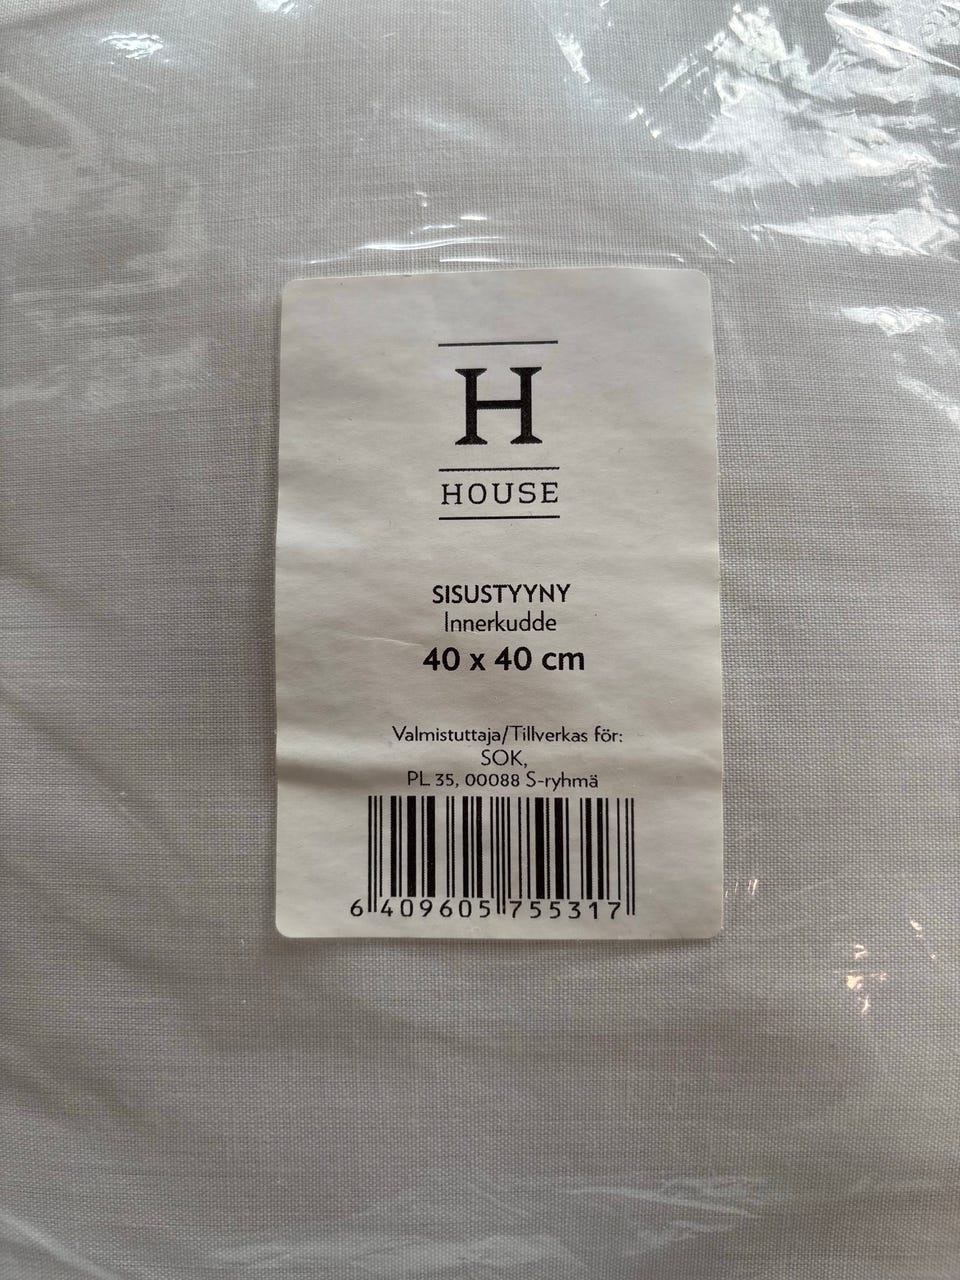 H
HOUSE
SISUSTYYNY
Innerkudde
40 x 40 cm
Valmistuttaja/Tillverkas för:
SOK,
PL 35, 00088 S-ryhmä
6 409605 755317